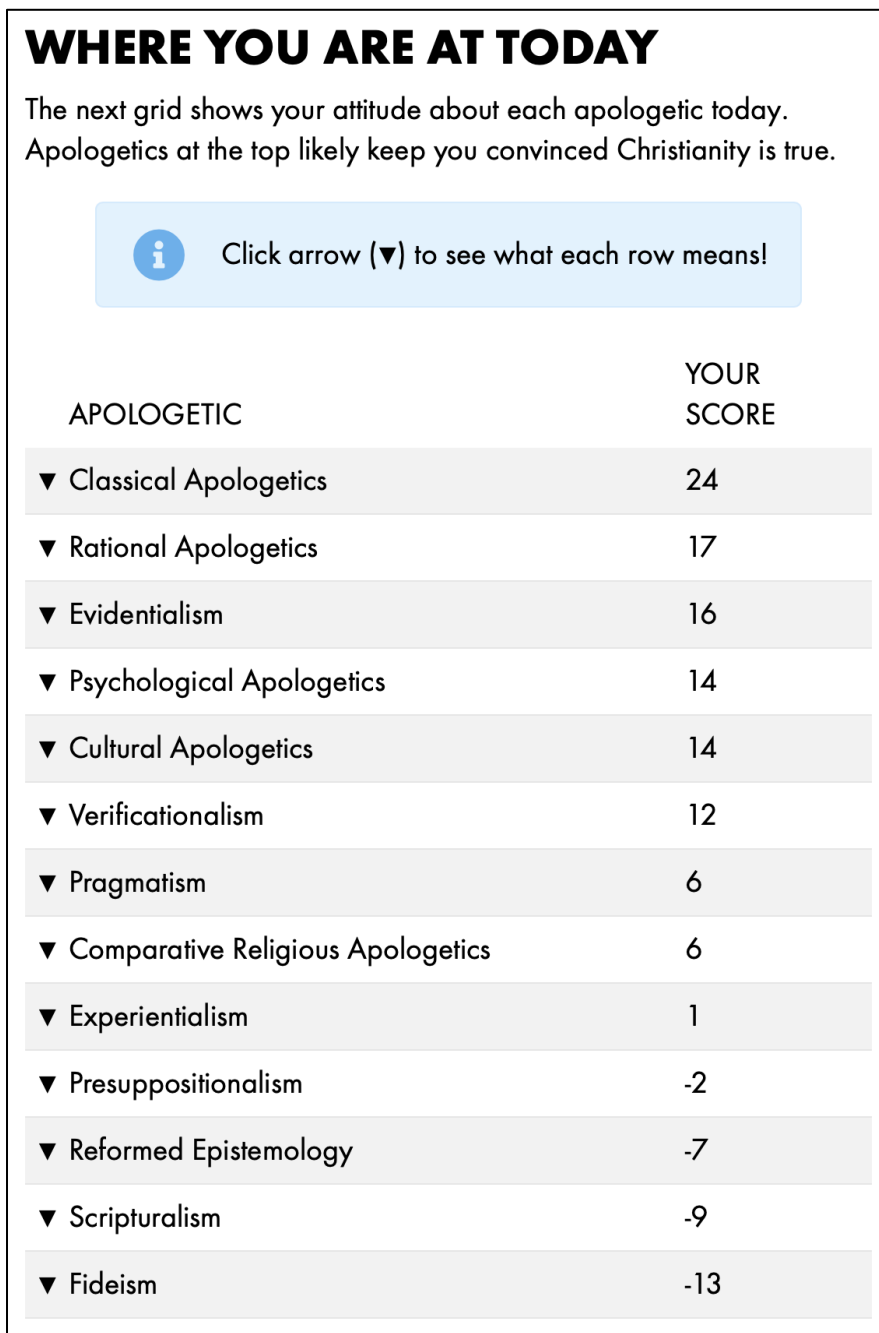 WHERE YOU ARE AT TODAY
The next grid shows your attitude about each apologetic today.
Apologetics at the top likely keep you convinced Christianity is true.
Click arrow (▼) to see what each row means!
APOLOGETIC YOUR SCORE
▼ Classical Apologetics 24
▼ Rational Apologetics 17
▼ Evidentialism 16
▼ Psychological Apologetics 14
▼ Cultural Apologetics 14
▼ Verificationalism 12
▼ Pragmatism 6
▼ Comparative Religious Apologetics 6
▼ Experientialism 1
▼ Presuppositionalism -2
▼ Reformed Epistemology -7
▼ Scripturalism -9
▼ Fideism -13